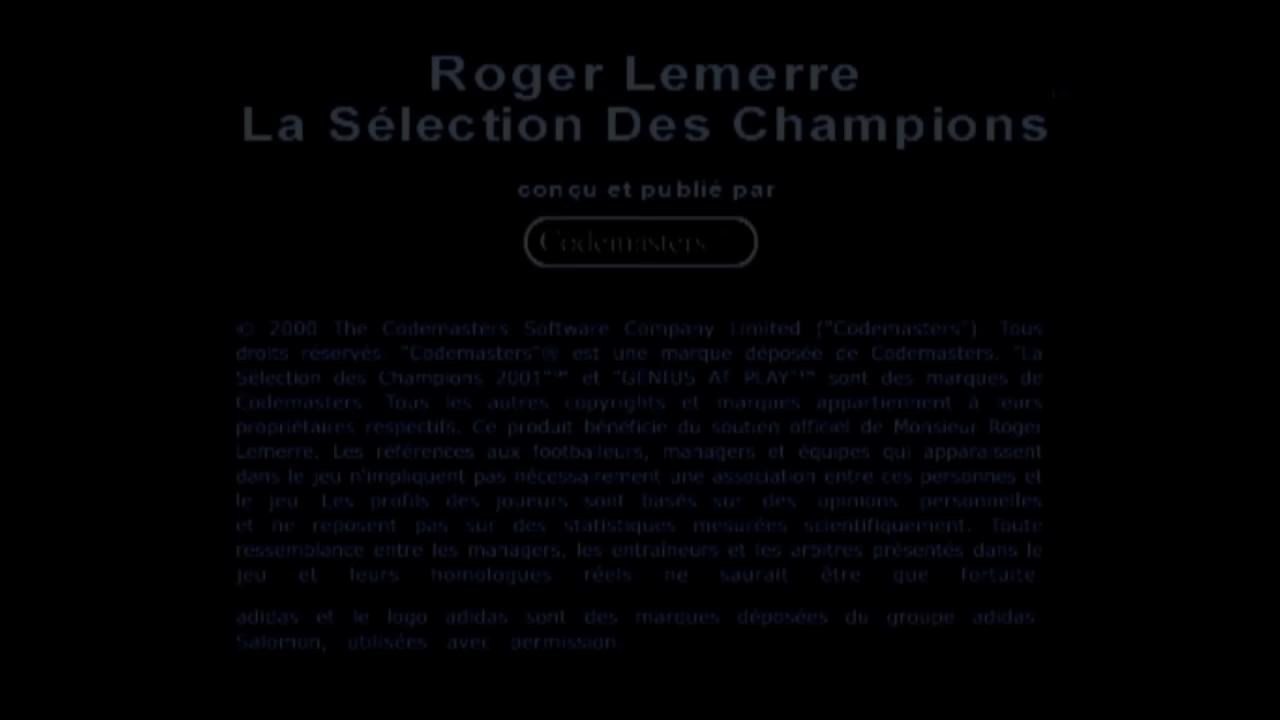 Roger Lemerre
La Sélection Des Champions
conçu et publié par
Codemasters
© 2000 The Codemasters Software Company Limited ("Codemasters"). Tous
droits réservés. "Codemasters"® est une marque déposée de Codemasters. "La
Sélection des Champions 2001"™ et "GENIUS AT PLAY"™ sont des marques de
Codemasters. Tous les autres copyrights et marques appartiennent à leurs
propriétaires respectifs. Ce produit bénéficie du soutien officiel de Monsieur Roger
Lemerre. Les références aux footballeurs, managers et équipes qui apparaissent
dans le jeu n'impliquent pas nécessairement une association entre ces personnes et
le jeu. Les profils des joueurs sont basés sur des opinions personnelles
et ne reposent pas sur des statistiques mesurées scientifiquement. Toute
ressemblance entre les managers, les entraîneurs et les arbitres présentés dans le
jeu et leurs homologues réels ne saurait être que fortuite.
adidas et le logo adidas sont des marques déposées du groupe adidas
Salomon, utilisées avec permission.